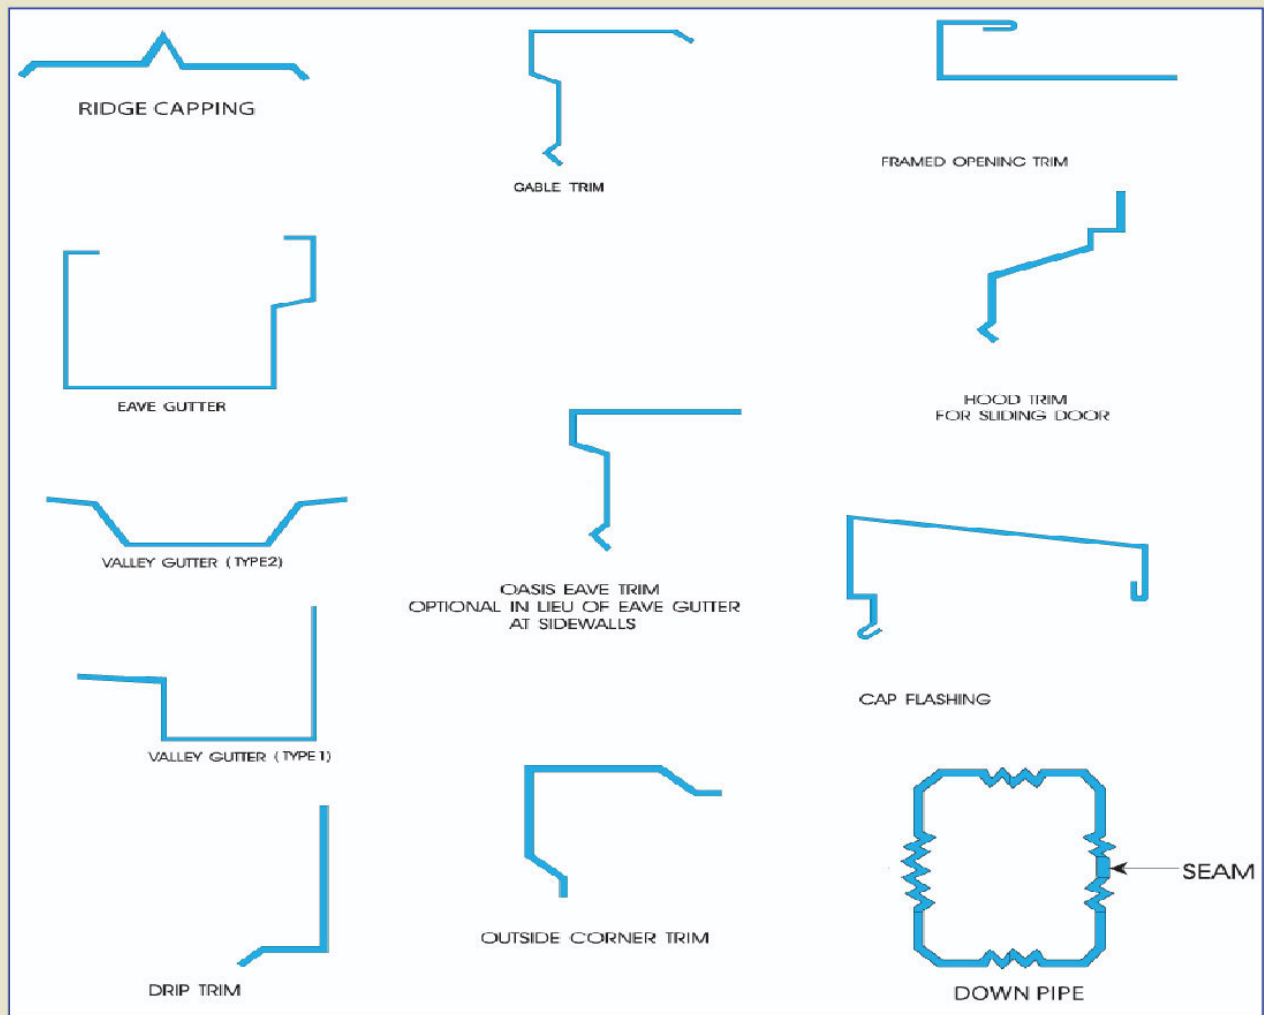 RIDGE CAPPING
GABLE TRIM
FRAMED OPENING TRIM
EAVE GUTTER
HOOD TRIM
FOR SLIDING DOOR
VALLEY GUTTER (TYPE2)
OASIS EAVE TRIM
OPTIONAL IN LIEU OF EAVE GUTTER
AT SIDEWALLS
CAP FLASHING
VALLEY GUTTER (TYPE1)
SEAM
OUTSIDE CORNER TRIM
DRIP TRIM
DOWN PIPE